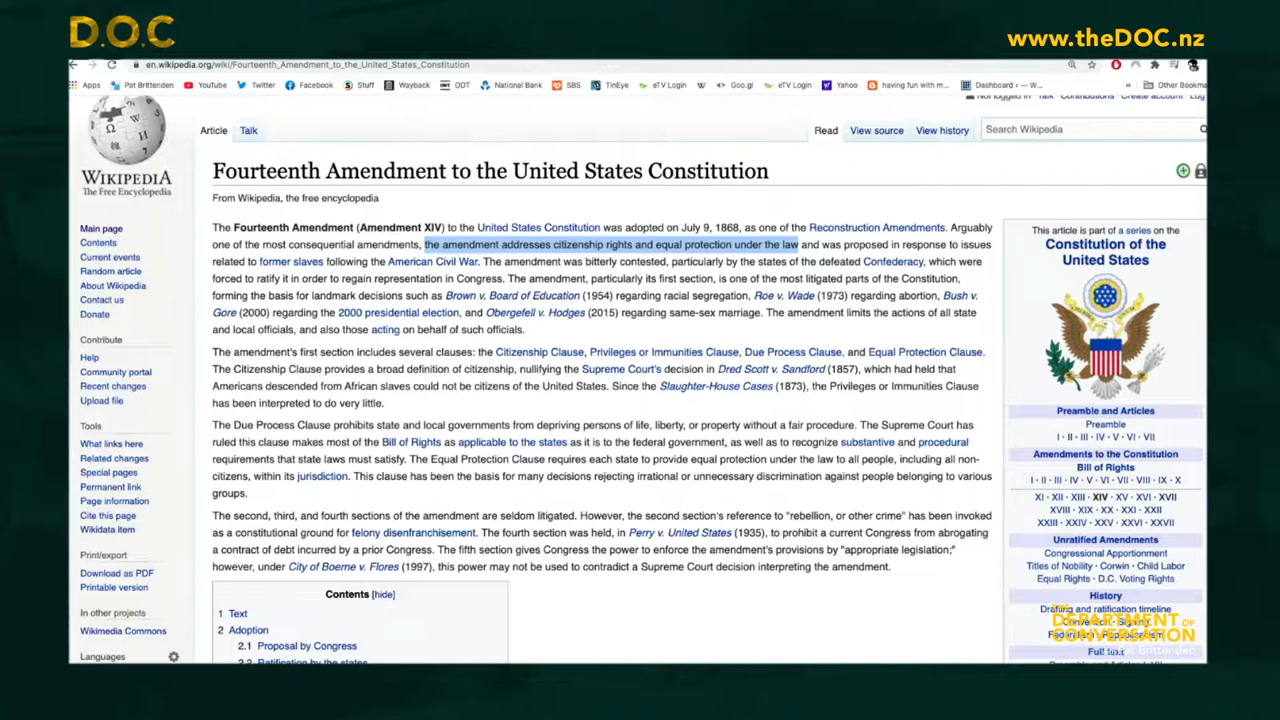 D.O.C
www.theDOC.nz
en.wikipedia.org/wiki/Fourteenth_Amendment_to_the_United_States_Constitution
Apps Pat Brittenden YouTube Twitter Facebook Stuff Wayback ODT National Bank SBS TinEye eTV Login Goo.gl eTV Login Yahoo having fun with m... Dashboard ‹ — W... » Other Bookma
Not logged in Talk Contributions Create account Log
Article Talk Read View source View history Search Wikipedia
WIKIPEDIA
The Free Encyclopedia
Main page
Contents
Current events
Random article
About Wikipedia
Contact us
Donate
Contribute
Help
Community portal
Recent changes
Upload file
Tools
What links here
Related changes
Special pages
Permanent link
Page information
Cite this page
Wikidata item
Print/export
Download as PDF
Printable version
In other projects
Wikimedia Commons
Languages
Fourteenth Amendment to the United States Constitution
From Wikipedia, the free encyclopedia
The Fourteenth Amendment (Amendment XIV) to the United States Constitution was adopted on July 9, 1868, as one of the Reconstruction Amendments. Arguably
one of the most consequential amendments, the amendment addresses citizenship rights and equal protection under the law and was proposed in response to issues
related to former slaves following the American Civil War. The amendment was bitterly contested, particularly by the states of the defeated Confederacy, which were
forced to ratify it in order to regain representation in Congress. The amendment, particularly its first section, is one of the most litigated parts of the Constitution,
forming the basis for landmark decisions such as Brown v. Board of Education (1954) regarding racial segregation, Roe v. Wade (1973) regarding abortion, Bush v.
Gore (2000) regarding the 2000 presidential election, and Obergefell v. Hodges (2015) regarding same-sex marriage. The amendment limits the actions of all state
and local officials, and also those acting on behalf of such officials.
The amendment's first section includes several clauses: the Citizenship Clause, Privileges or Immunities Clause, Due Process Clause, and Equal Protection Clause.
The Citizenship Clause provides a broad definition of citizenship, nullifying the Supreme Court's decision in Dred Scott v. Sandford (1857), which had held that
Americans descended from African slaves could not be citizens of the United States. Since the Slaughter-House Cases (1873), the Privileges or Immunities Clause
has been interpreted to do very little.
The Due Process Clause prohibits state and local governments from depriving persons of life, liberty, or property without a fair procedure. The Supreme Court has
ruled this clause makes most of the Bill of Rights as applicable to the states as it is to the federal government, as well as to recognize substantive and procedural
requirements that state laws must satisfy. The Equal Protection Clause requires each state to provide equal protection under the law to all people, including all non-
citizens, within its jurisdiction. This clause has been the basis for many decisions rejecting irrational or unnecessary discrimination against people belonging to various
groups.
The second, third, and fourth sections of the amendment are seldom litigated. However, the second section's reference to "rebellion, or other crime" has been invoked
as a constitutional ground for felony disenfranchisement. The fourth section was held, in Perry v. United States (1935), to prohibit a current Congress from abrogating
a contract of debt incurred by a prior Congress. The fifth section gives Congress the power to enforce the amendment's provisions by "appropriate legislation;"
however, under City of Boerne v. Flores (1997), this power may not be used to contradict a Supreme Court decision interpreting the amendment.
Contents [hide]
1 Text
2 Adoption
2.1 Proposal by Congress
2.2 Ratification by the states
This article is part of a series on the
Constitution of the
United States
Preamble and Articles
Preamble
I · II · III · IV · V · VI · VII
Amendments to the Constitution
Bill of Rights
I · II · III · IV · V · VI · VII · VIII · IX · X
XI · XII · XIII · XIV · XV · XVI · XVII
XVIII · XIX · XX · XXI · XXII
XXIII · XXIV · XXV · XXVI · XXVII
Unratified Amendments
Congressional Apportionment
Titles of Nobility · Corwin · Child Labor
Equal Rights · D.C. Voting Rights
History
Drafting and ratification timeline
Convention · Signing
Federalism · Republicanism
Full text
THE DEPARTMENT OF
CONVERSATION
Brittenden